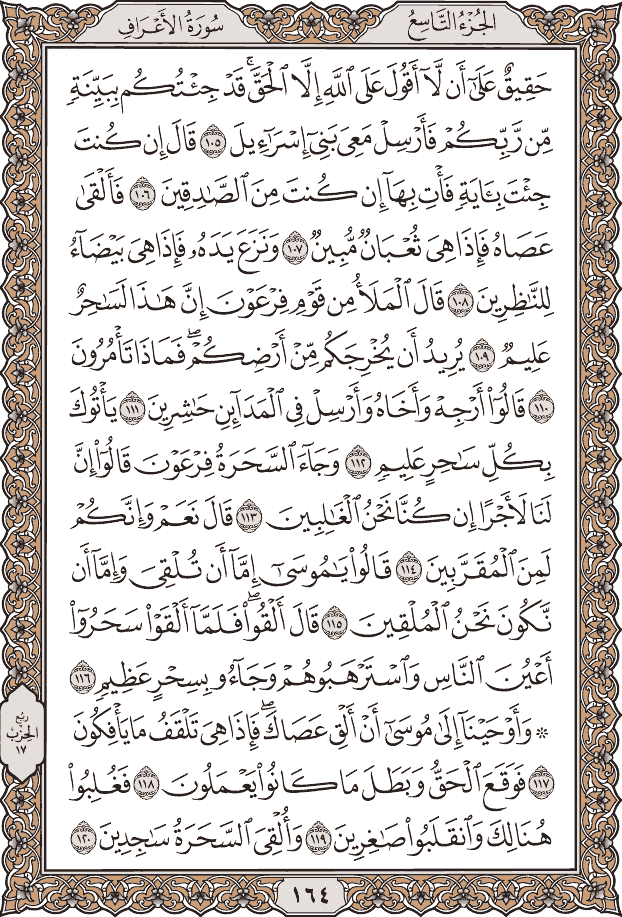 الجُزْءُ التَّاسِعُ
سُورَةُ الأَعْرَافِ
حَقِيقٌ عَلَىٰٓ أَن لَّآ أَقُولَ عَلَى ٱللَّهِ إِلَّا ٱلْحَقَّۚ قَدْ جِئْتُكُم بِبَيِّنَةٍ
مِّن رَّبِّكُمْ فَأَرْسِلْ مَعِىَ بَنِىٓ إِسْرَٰٓءِيلَ ١٠٥ قَالَ إِن كُنتَ
جِئْتَ بِـَٔايَةٍ فَأْتِ بِهَآ إِن كُنتَ مِنَ ٱلصَّٰدِقِينَ ١٠٦ فَأَلْقَىٰ
عَصَاهُ فَإِذَا هِىَ ثُعْبَانٌ مُّبِينٌ ١٠٧ وَنَزَعَ يَدَهُۥ فَإِذَا هِىَ بَيْضَآءُ
لِلنَّٰظِرِينَ ١٠٨ قَالَ ٱلْمَلَأُ مِن قَوْمِ فِرْعَوْنَ إِنَّ هَٰذَا لَسَٰحِرٌ
عَلِيمٌ ١٠٩ يُرِيدُ أَن يُخْرِجَكُم مِّنْ أَرْضِكُمْۖ فَمَاذَا تَأْمُرُونَ
١١٠ قَالُوٓا۟ أَرْجِهْ وَأَخَاهُ وَأَرْسِلْ فِى ٱلْمَدَآئِنِ حَٰشِرِينَ ١١١ يَأْتُوكَ
بِكُلِّ سَٰحِرٍ عَلِيمٍ ١١٢ وَجَآءَ ٱلسَّحَرَةُ فِرْعَوْنَ قَالُوٓا۟ إِنَّ
لَنَا لَأَجْرًا إِن كُنَّا نَحْنُ ٱلْغَٰلِبِينَ ١١٣ قَالَ نَعَمْ وَإِنَّكُمْ
لَمِنَ ٱلْمُقَرَّبِينَ ١١٤ قَالُوا۟ يَٰمُوسَىٰٓ إِمَّآ أَن تُلْقِىَ وَإِمَّآ أَن
نَّكُونَ نَحْنُ ٱلْمُلْقِينَ ١١٥ قَالَ أَلْقُوا۟ۖ فَلَمَّآ أَلْقَوْا۟ سَحَرُوٓا۟
أَعْيُنَ ٱلنَّاسِ وَٱسْتَرْهَبُوهُمْ وَجَآءُو بِسِحْرٍ عَظِيمٍ ١١٦
۞ وَأَوْحَيْنَآ إِلَىٰ مُوسَىٰٓ أَنْ أَلْقِ عَصَاكَۖ فَإِذَا هِىَ تَلْقَفُ مَا يَأْفِكُونَ
١١٧ فَوَقَعَ ٱلْحَقُّ وَبَطَلَ مَا كَانُوا۟ يَعْمَلُونَ ١١٨ فَغُلِبُوا۟
هُنَالِكَ وَٱنقَلَبُوا۟ صَٰغِرِينَ ١١٩ وَأُلْقِىَ ٱلسَّحَرَةُ سَٰجِدِينَ ١٢٠
رُبُع
الحِزْب
١٧
١٦٤